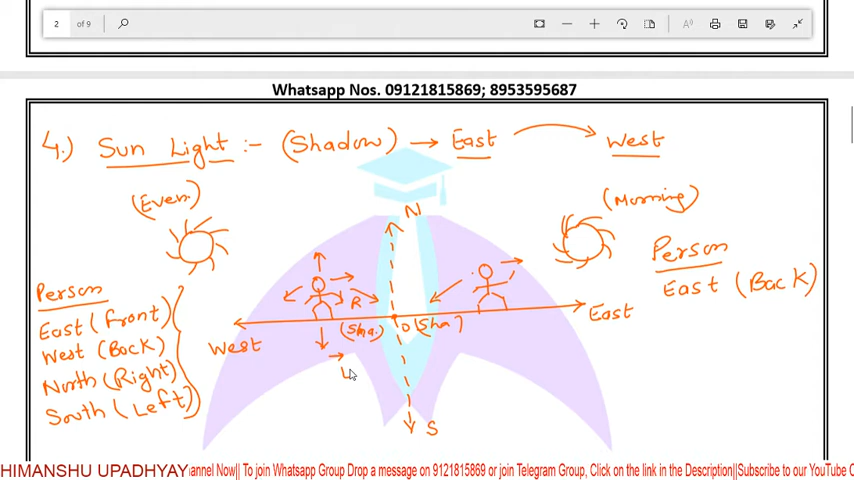 2 of 9
Whatsapp Nos. 09121815869; 8953595687
4.) Sun Light :- (Shadow) → East → West
(Even.)
(Morning)
N
Person
East (Back)
Person
East (Front)
West (Back)
North (Right)
South (Left)
R
West
(Sha.) O (Sha)
East
L
S
HIMANSHU UPADHYAY annel Now|| To join Whatsapp Group Drop a message on 9121815869 or join Telegram Group, Click on the link in the Description||Subscribe to our YouTube C